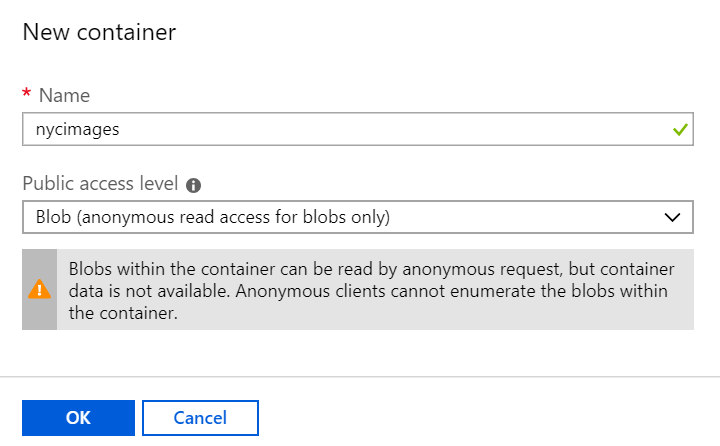 New container
* Name
nycimages
Public access level
Blob (anonymous read access for blobs only)
Blobs within the container can be read by anonymous request, but container
data is not available. Anonymous clients cannot enumerate the blobs within
the container.
OK
Cancel